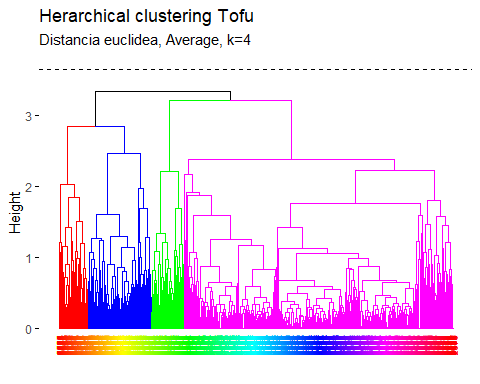 Herarchical clustering Tofu
Distancia euclidea, Average, k=4
3
2
1
0
Height